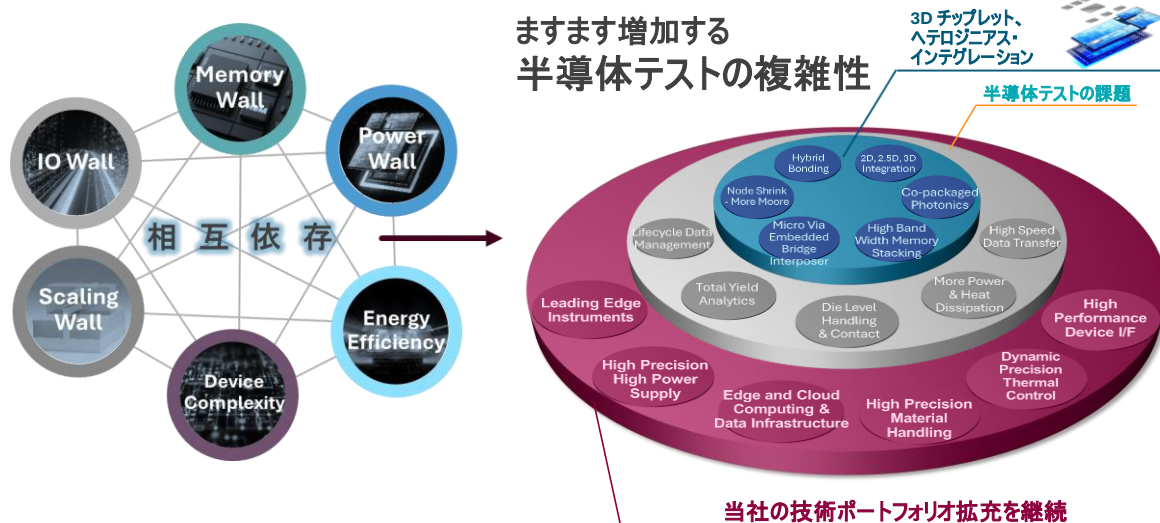 Memory
Wall
IO Wall
Power
Wall
相互依存
Scaling
Wall
Energy
Efficiency
Device
Complexity
ますます増加する
半導体テストの複雑性
3D チップレット、
ヘテロジニアス・
インテグレーション
半導体テストの課題
Hybrid
Bonding
2D, 2.5D, 3D
Integration
Node Shrink
- More Moore
Co-packaged
Photonics
Micro Via
Embedded
Bridge
Interposer
High Band
Width Memory
Stacking
Lifecycle Data
Management
High Speed
Data Transfer
Total Yield
Analytics
More Power
& Heat
Dissipation
Die Level
Handling
& Contact
Leading Edge
Instruments
High
Performance
Device I/F
High Precision
High Power
Supply
Dynamic
Precision
Thermal
Control
Edge and Cloud
Computing &
Data Infrastructure
High Precision
Material
Handling
当社の技術ポートフォリオ拡充を継続